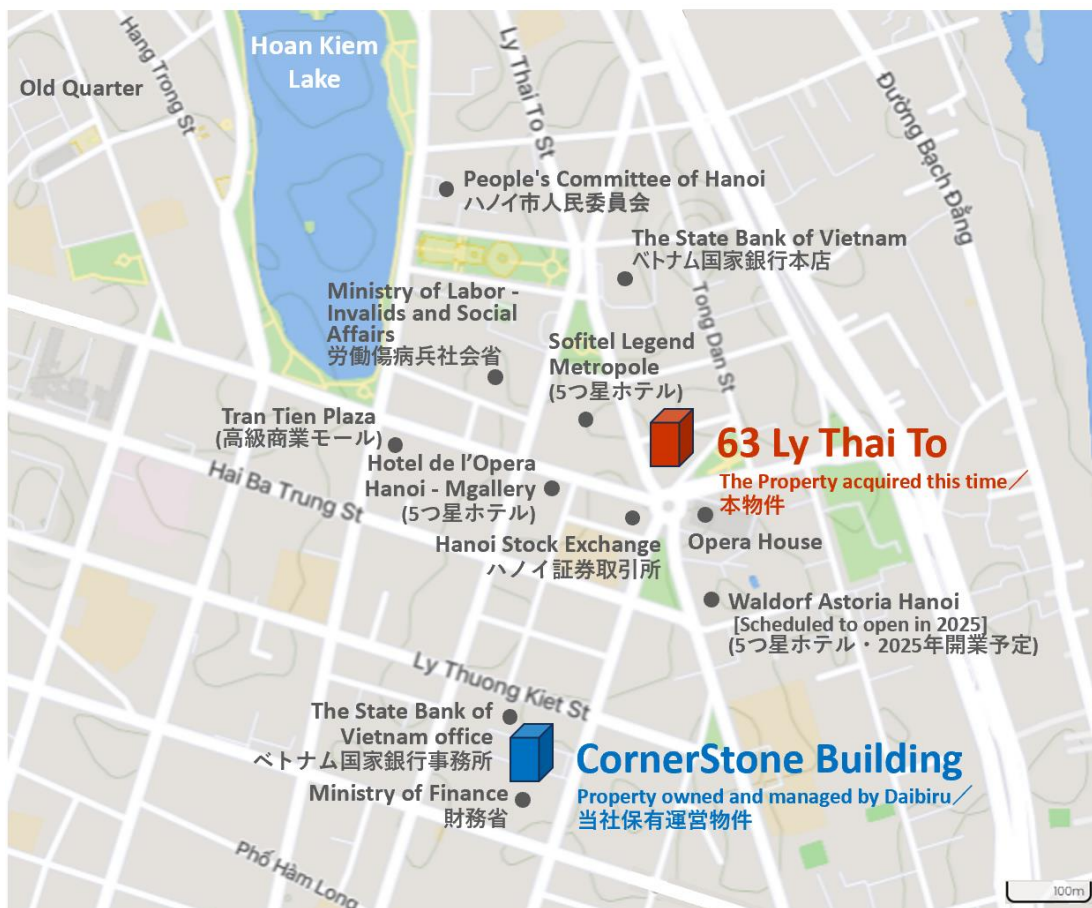 Hang Trong St
Hoan Kiem
Lake
Ly Thai To St
Old Quarter
Đường Bạch Đằng
People's Committee of Hanoi
ハノイ市人民委員会
The State Bank of Vietnam
ベトナム国家銀行本店
Ministry of Labor -
Invalids and Social
Affairs
労働傷病兵社会省
Tong Dan St
Sofitel Legend
Metropole
(5つ星ホテル)
Tran Tien Plaza
(高級商業モール)
Hai Ba Trung St
Hotel de l'Opera
Hanoi - Mgallery
(5つ星ホテル)
63 Ly Thai To
The Property acquired this time／
本物件
Hanoi Stock Exchange
ハノイ証券取引所
Opera House
Waldorf Astoria Hanoi
[Scheduled to open in 2025]
(5つ星ホテル・2025年開業予定)
Ly Thuong Kiet St
The State Bank of
Vietnam office
ベトナム国家銀行事務所
CornerStone Building
Property owned and managed by Daibiru／
当社保有運営物件
Ministry of Finance
財務省
Phố Hàm Long
100m